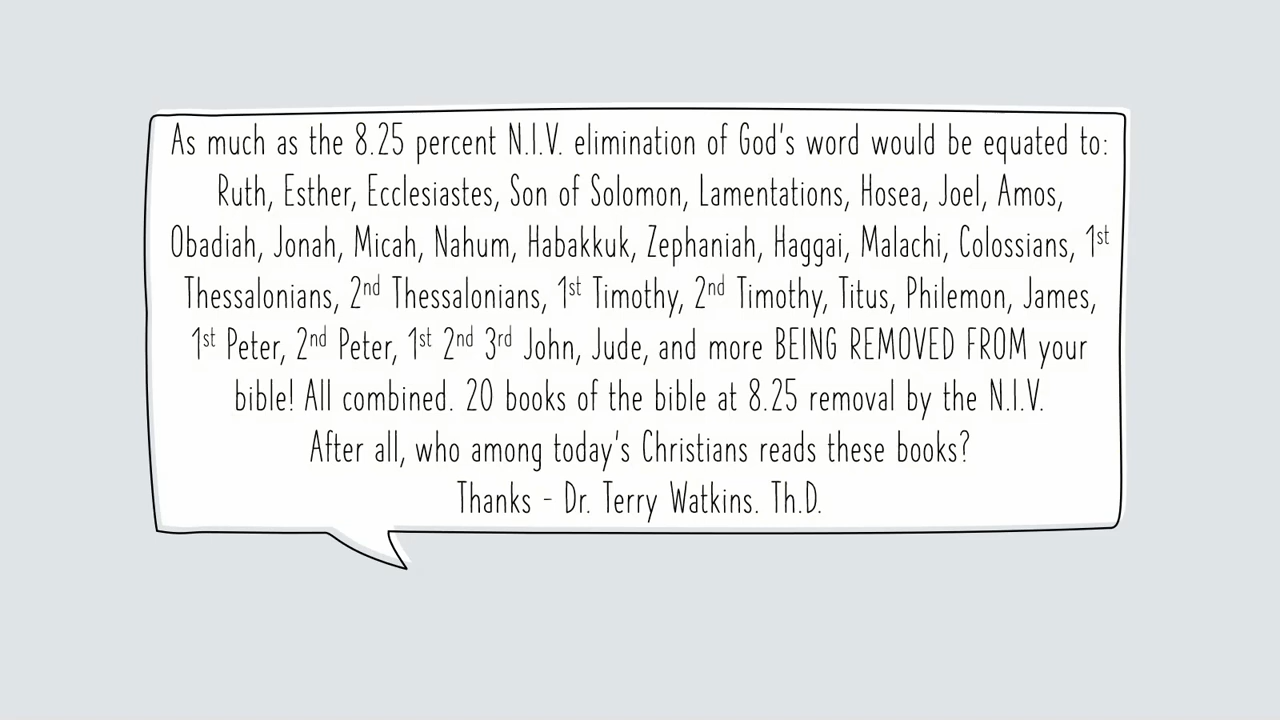 As much as the 8.25 percent N.I.V. elimination of God's word would be equated to:
Ruth, Esther, Ecclesiastes, Son of Solomon, Lamentations, Hosea, Joel, Amos,
Obadiah, Jonah, Micah, Nahum, Habakkuk, Zephaniah, Haggai, Malachi, Colossians, 1st
Thessalonians, 2nd Thessalonians, 1st Timothy, 2nd Timothy, Titus, Philemon, James,
1st Peter, 2nd Peter, 1st 2nd 3rd John, Jude, and more BEING REMOVED FROM your
bible! All combined. 20 books of the bible at 8.25 removal by the N.I.V.
After all, who among today's Christians reads these books?
Thanks - Dr. Terry Watkins. Th.D.